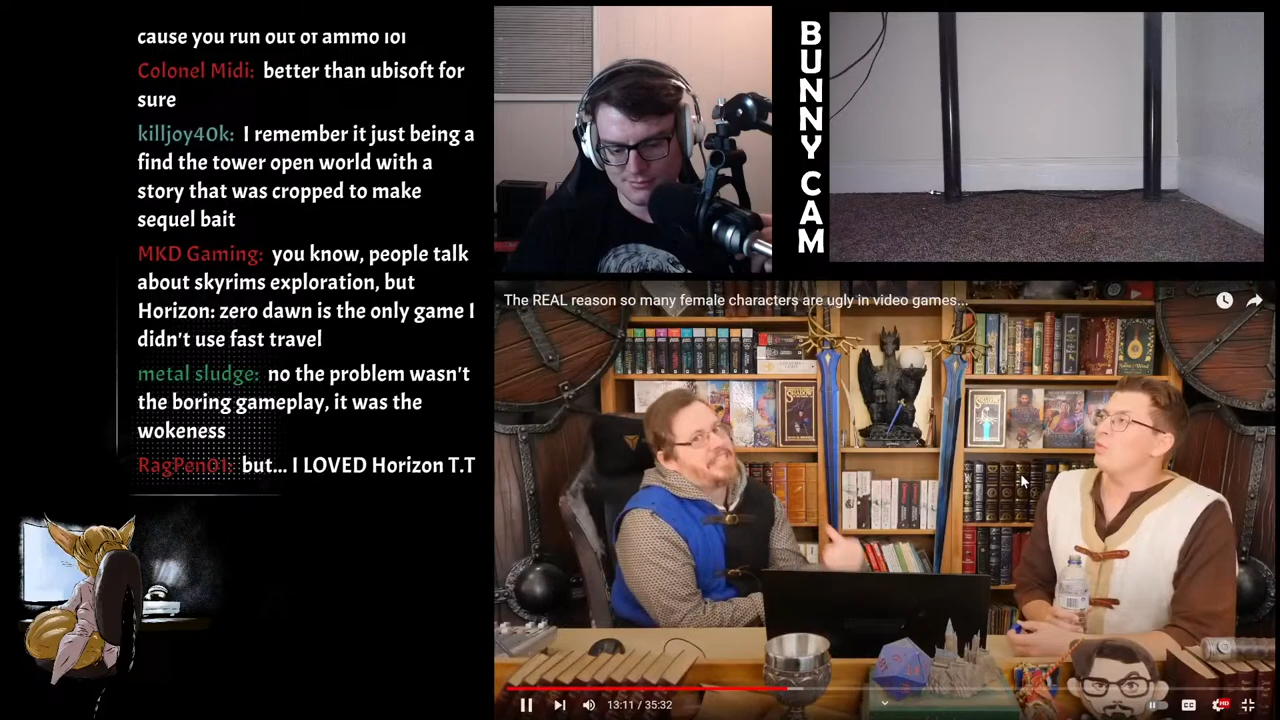 cause you run out of ammo lol
Colonel Midi: better than ubisoft for
sure
killjoy40k: I remember it just being a
find the tower open world with a
story that was cropped to make
sequel bait
MKD Gaming: you know, people talk
about skyrims exploration, but
Horizon: zero dawn is the only game I
didn't use fast travel
metal sludge: no the problem wasn't
the boring gameplay, it was the
wokeness
RagPen01: but... I LOVED Horizon T.T
BUNNY CAM
The REAL reason so many female characters are ugly in video games...
13:11 / 35:32
CC
HD